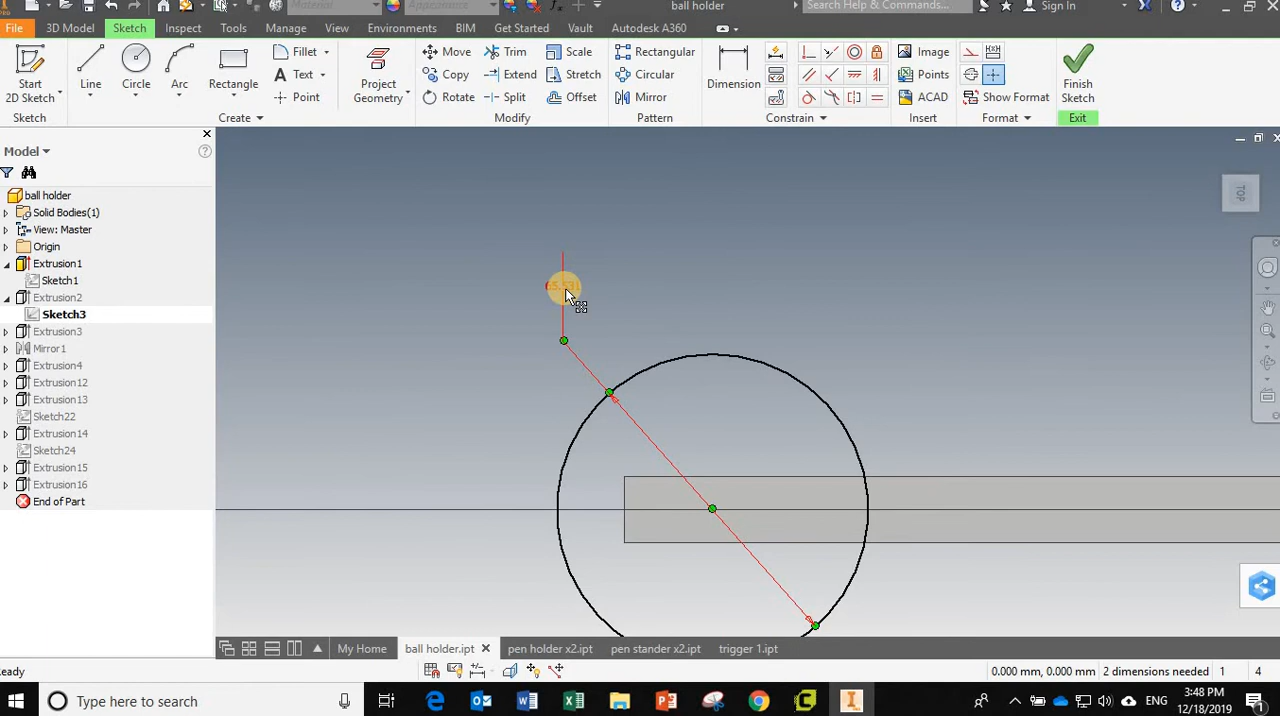 Material
Appearance
ball holder
Search Help & Commands...
Sign In
File
3D Model
Sketch
Inspect
Tools
Manage
View
Environments
BIM
Get Started
Vault
Autodesk A360
Start
2D Sketch
Line
Circle
Arc
Rectangle
Fillet
Text
Point
Project
Geometry
Move
Copy
Rotate
Trim
Extend
Split
Scale
Stretch
Offset
Rectangular
Circular
Mirror
Dimension
Image
Points
ACAD
Show Format
Finish
Sketch
Sketch
Create
Modify
Pattern
Constrain
Insert
Format
Exit
Model
ball holder
Solid Bodies(1)
View: Master
Origin
Extrusion1
Sketch1
Extrusion2
Sketch3
Extrusion3
Mirror1
Extrusion4
Extrusion12
Extrusion13
Sketch22
Extrusion14
Sketch24
Extrusion15
Extrusion16
End of Part
TOP
My Home
ball holder.ipt
pen holder x2.ipt
pen stander x2.ipt
trigger 1.ipt
eady
0.000 mm, 0.000 mm
2 dimensions needed
1
4
Type here to search
ENG
3:48 PM
12/18/2019